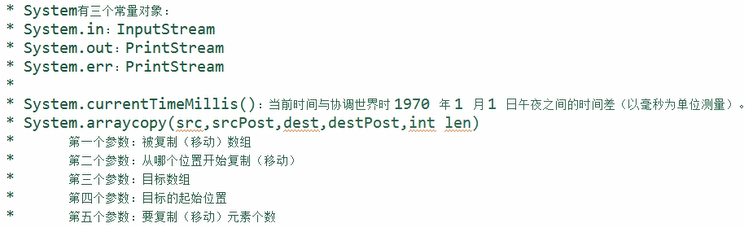 * System有三个常量对象：
* System.in：InputStream
* System.out：PrintStream
* System.err：PrintStream
*
* System.currentTimeMillis()：当前时间与协调世界时 1970 年 1 月 1 日午夜之间的时间差（以毫秒为单位测量）。
* System.arraycopy(src,srcPost,dest,destPost,int len)
* 第一个参数：被复制（移动）数组
* 第二个参数：从哪个位置开始复制（移动）
* 第三个参数：目标数组
* 第四个参数：目标的起始位置
* 第五个参数：要复制（移动）元素个数